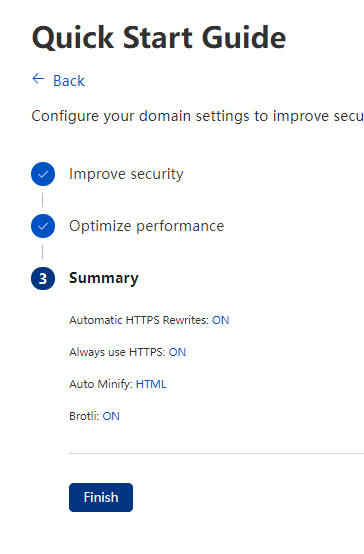 Quick Start Guide
Back
Configure your domain settings to improve
Improve security
Optimize performance
3 Summary
Automatic HTTPS Rewrites: ON
Always use HTTPS: ON
Auto Minify: HTML
Brotli: ON
Finish